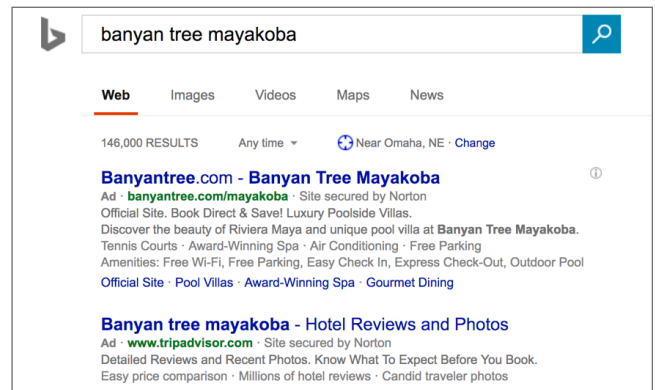 banyan tree mayakoba
Web Images Videos Maps News
146,000 RESULTS Any time Near Omaha, NE · Change
Banyantree.com - Banyan Tree Mayakoba
Ad · banyantree.com/mayakoba · Site secured by Norton
Official Site. Book Direct & Save! Luxury Poolside Villas.
Discover the beauty of Riviera Maya and unique pool villa at Banyan Tree Mayakoba.
Tennis Courts · Award-Winning Spa · Air Conditioning · Free Parking
Amenities: Free Wi-Fi, Free Parking, Easy Check In, Express Check-Out, Outdoor Pool
Official Site · Pool Villas · Award-Winning Spa · Gourmet Dining
Banyan tree mayakoba - Hotel Reviews and Photos
Ad · www.tripadvisor.com · Site secured by Norton
Detailed Reviews and Recent Photos. Know What To Expect Before You Book.
Easy price comparison · Millions of hotel reviews · Candid traveler photos